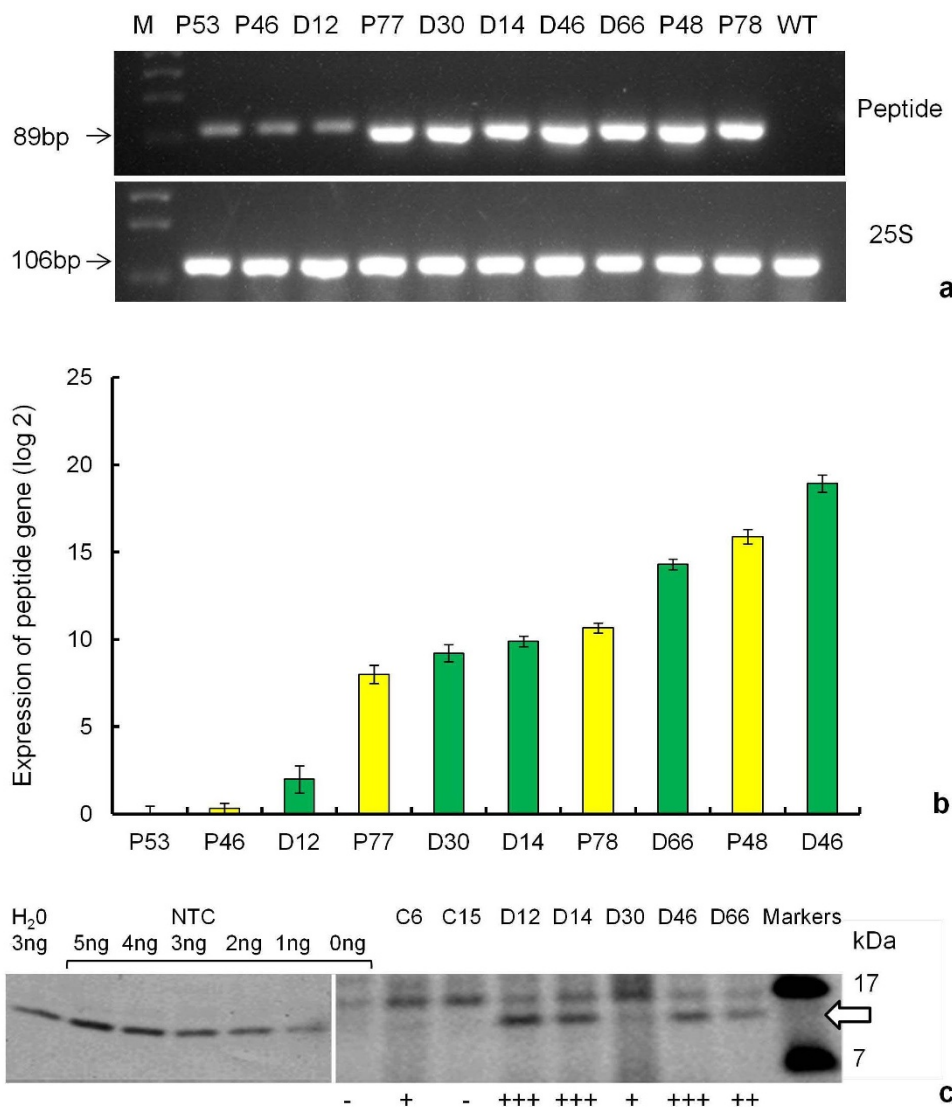 M P53 P46 D12 P77 D30 D14 D46 D66 P48 P78 WT
89bp
Peptide
106bp
25S
a
Expression of peptide gene (log 2)
25
20
15
10
5
0
P53 P46 D12 P77 D30 D14 P78 D66 P48 D46
b
H20 NTC C6 C15 D12 D14 D30 D46 D66 Markers
3ng 5ng 4ng 3ng 2ng 1ng 0ng kDa
17
7
- + - +++ +++ + +++ ++
c